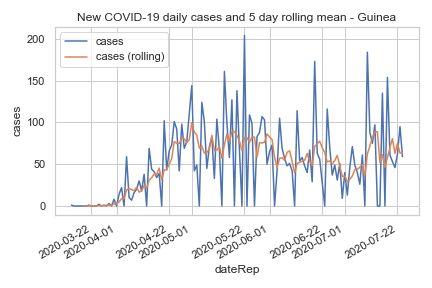 New COVID-19 daily cases and 5 day rolling mean - Guinea
cases
cases (rolling)
200
150
100
50
0
cases
2020-03-22
2020-04-01
2020-04-22
2020-05-01
2020-05-22
2020-06-01
2020-06-22
2020-07-01
2020-07-22
dateRep